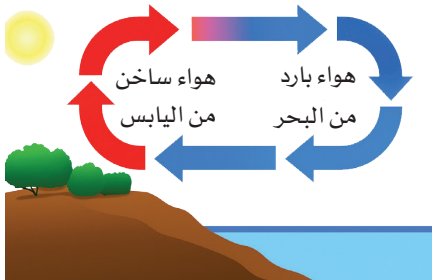 هواء بارد
من البحر
هواء ساخن
من اليابس